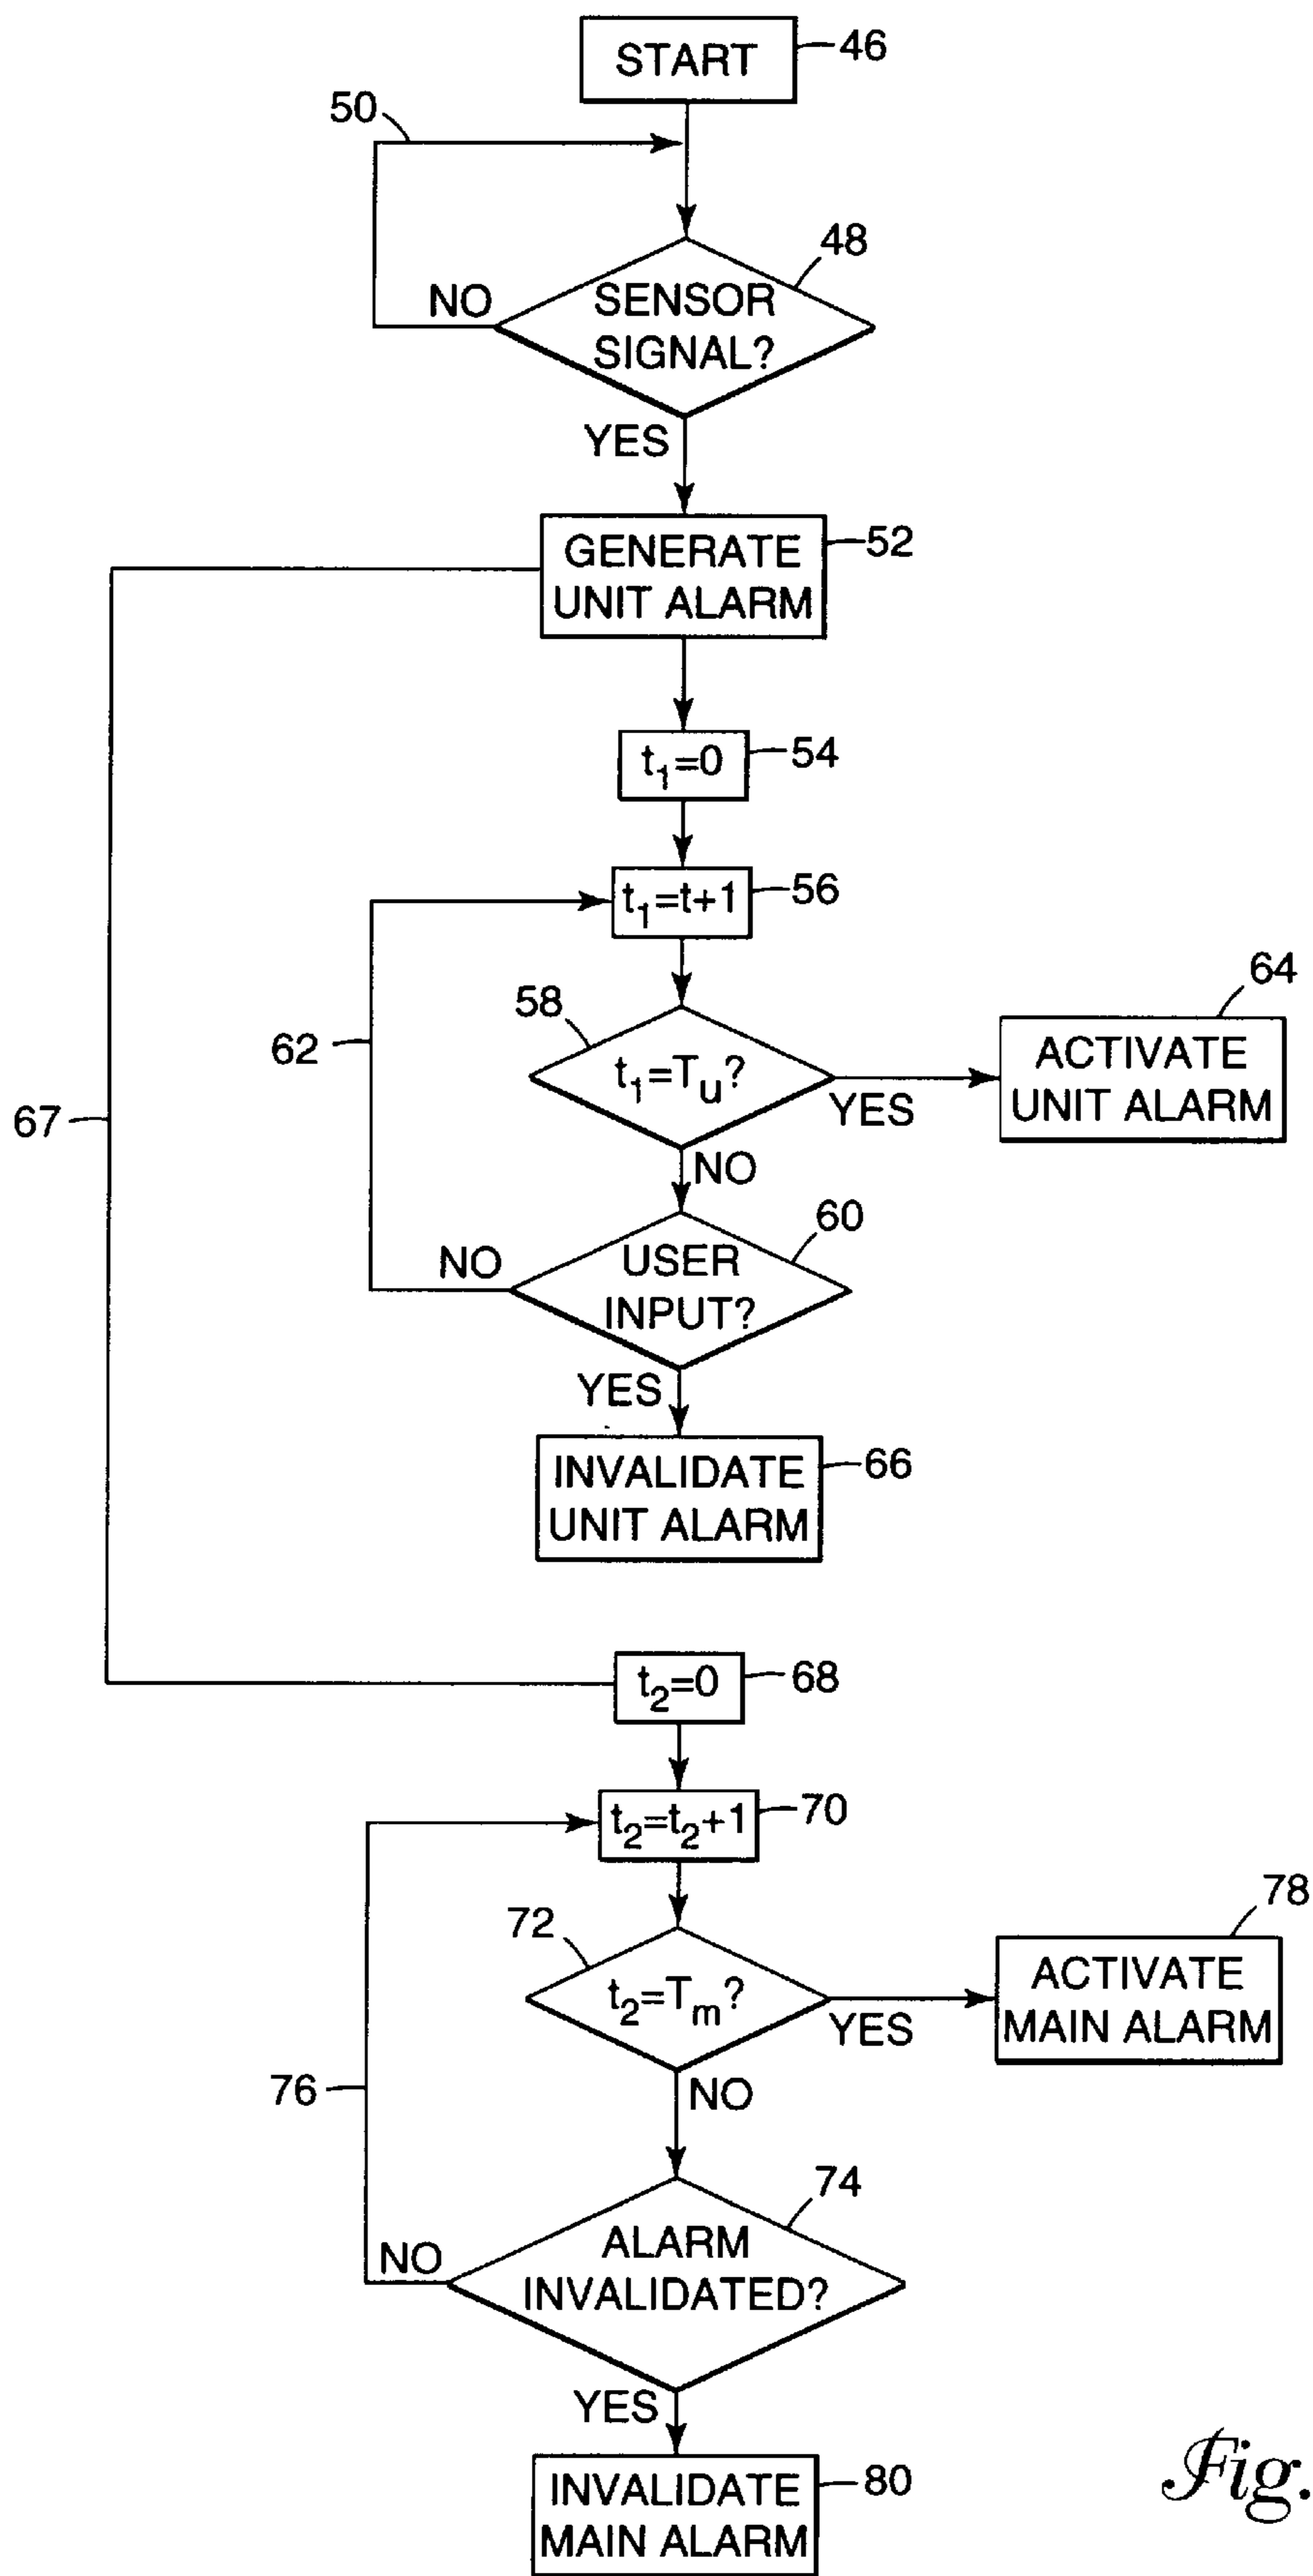 START
46
50
48
NO
SENSOR
SIGNAL?
YES
GENERATE
UNIT ALARM
52
t₁=0
54
t₁=t+1
56
58
64
62
t₁=Tᵤ?
ACTIVATE
UNIT ALARM
67
YES
NO
60
NO
USER
INPUT?
YES
INVALIDATE
UNIT ALARM
66
t₂=0
68
t₂=t₂+1
70
72
78
t₂=Tₘ?
ACTIVATE
MAIN ALARM
YES
76
NO
74
NO
ALARM
INVALIDATED?
YES
INVALIDATE
MAIN ALARM
80
Fig.